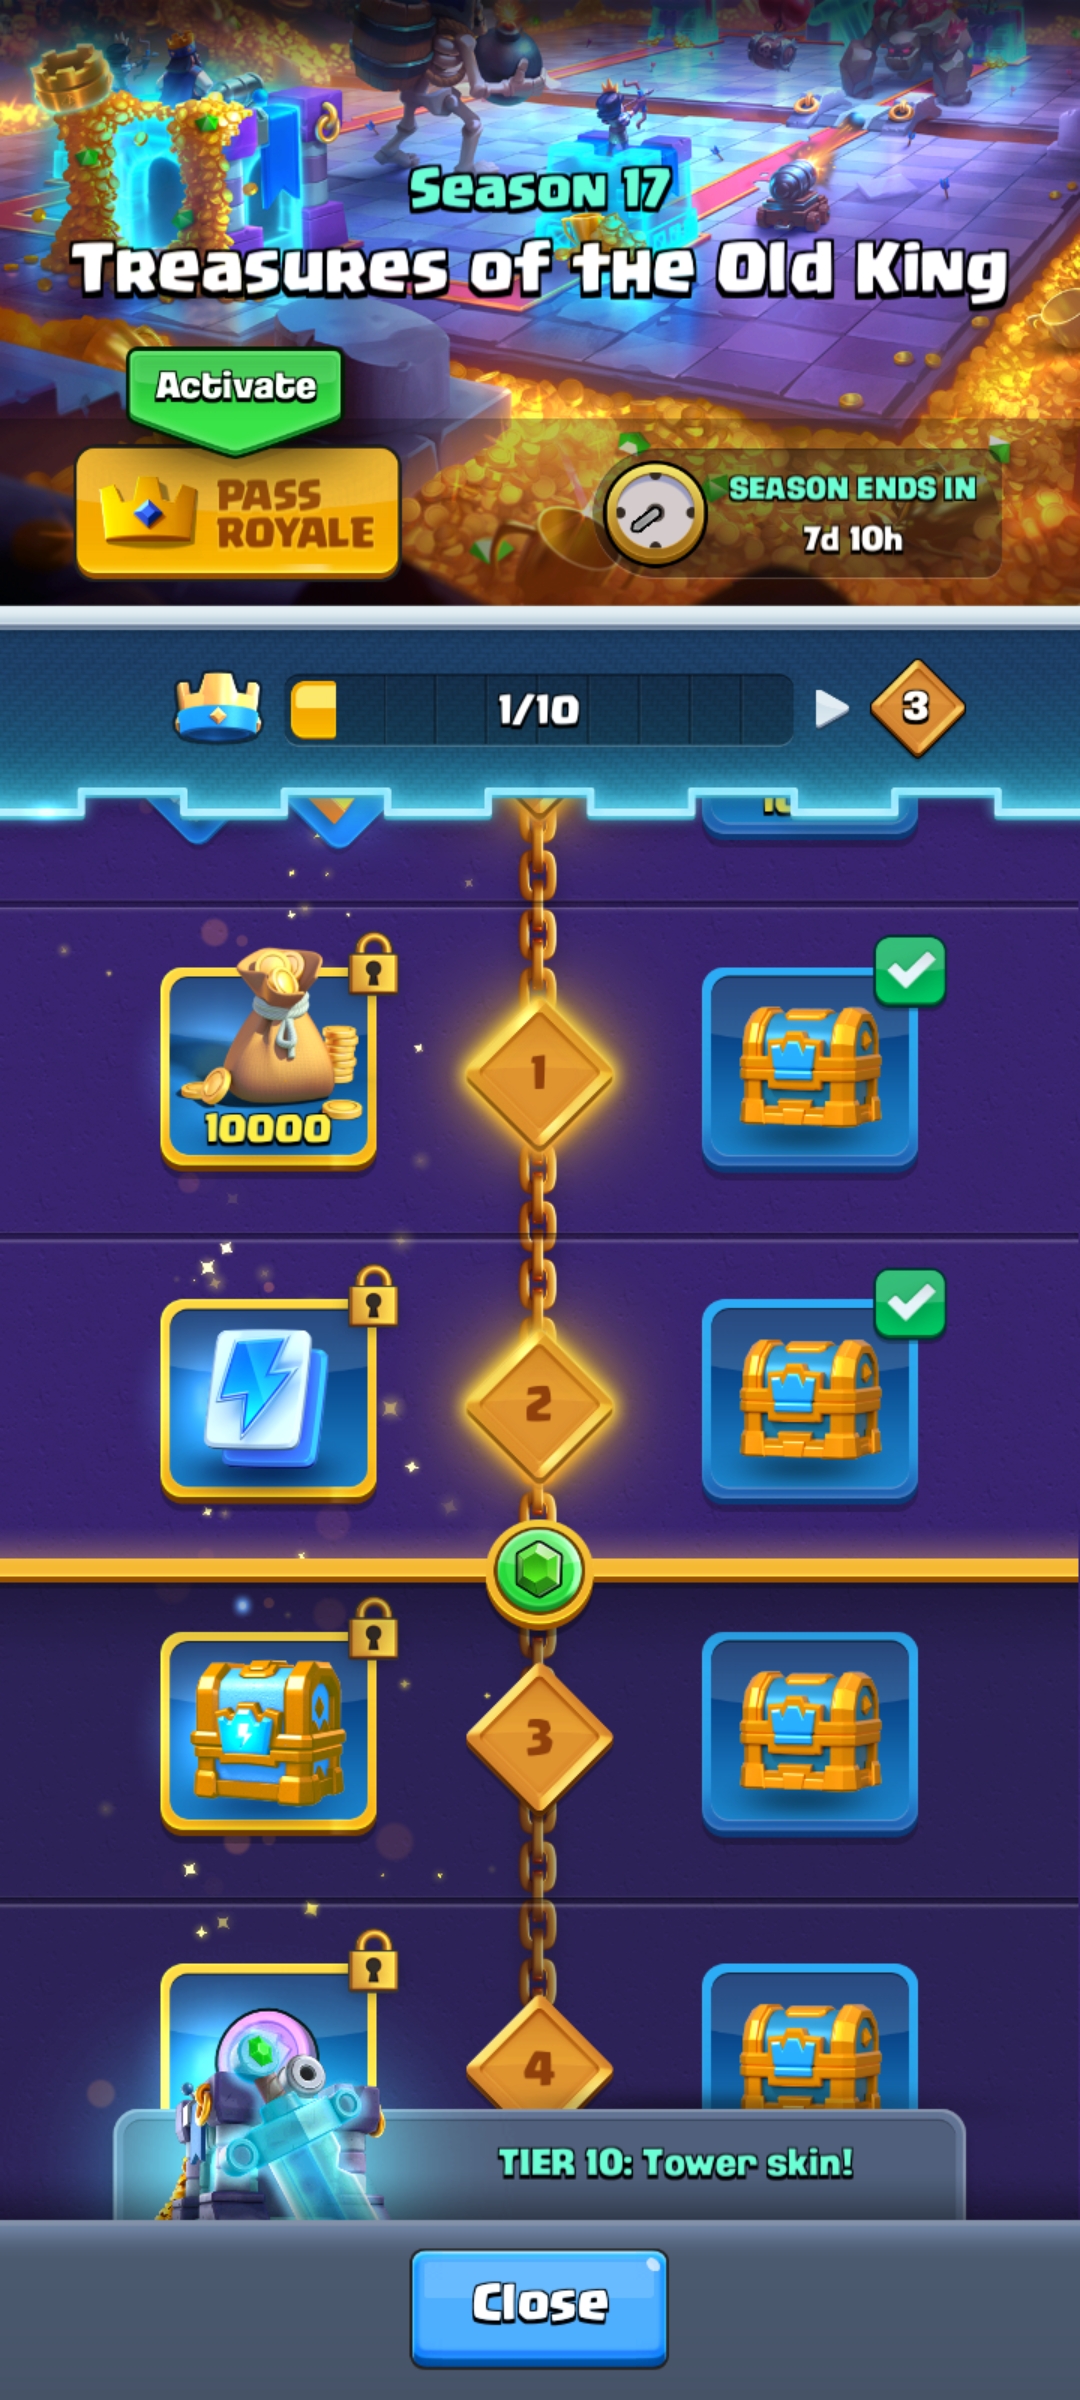 Season 17
Treasures of the Old King
Activate
PASS
ROYALE
SEASON ENDS IN
7d 10h
1/10
3
1
10000
2
3
4
TIER 10: Tower skin!
Close